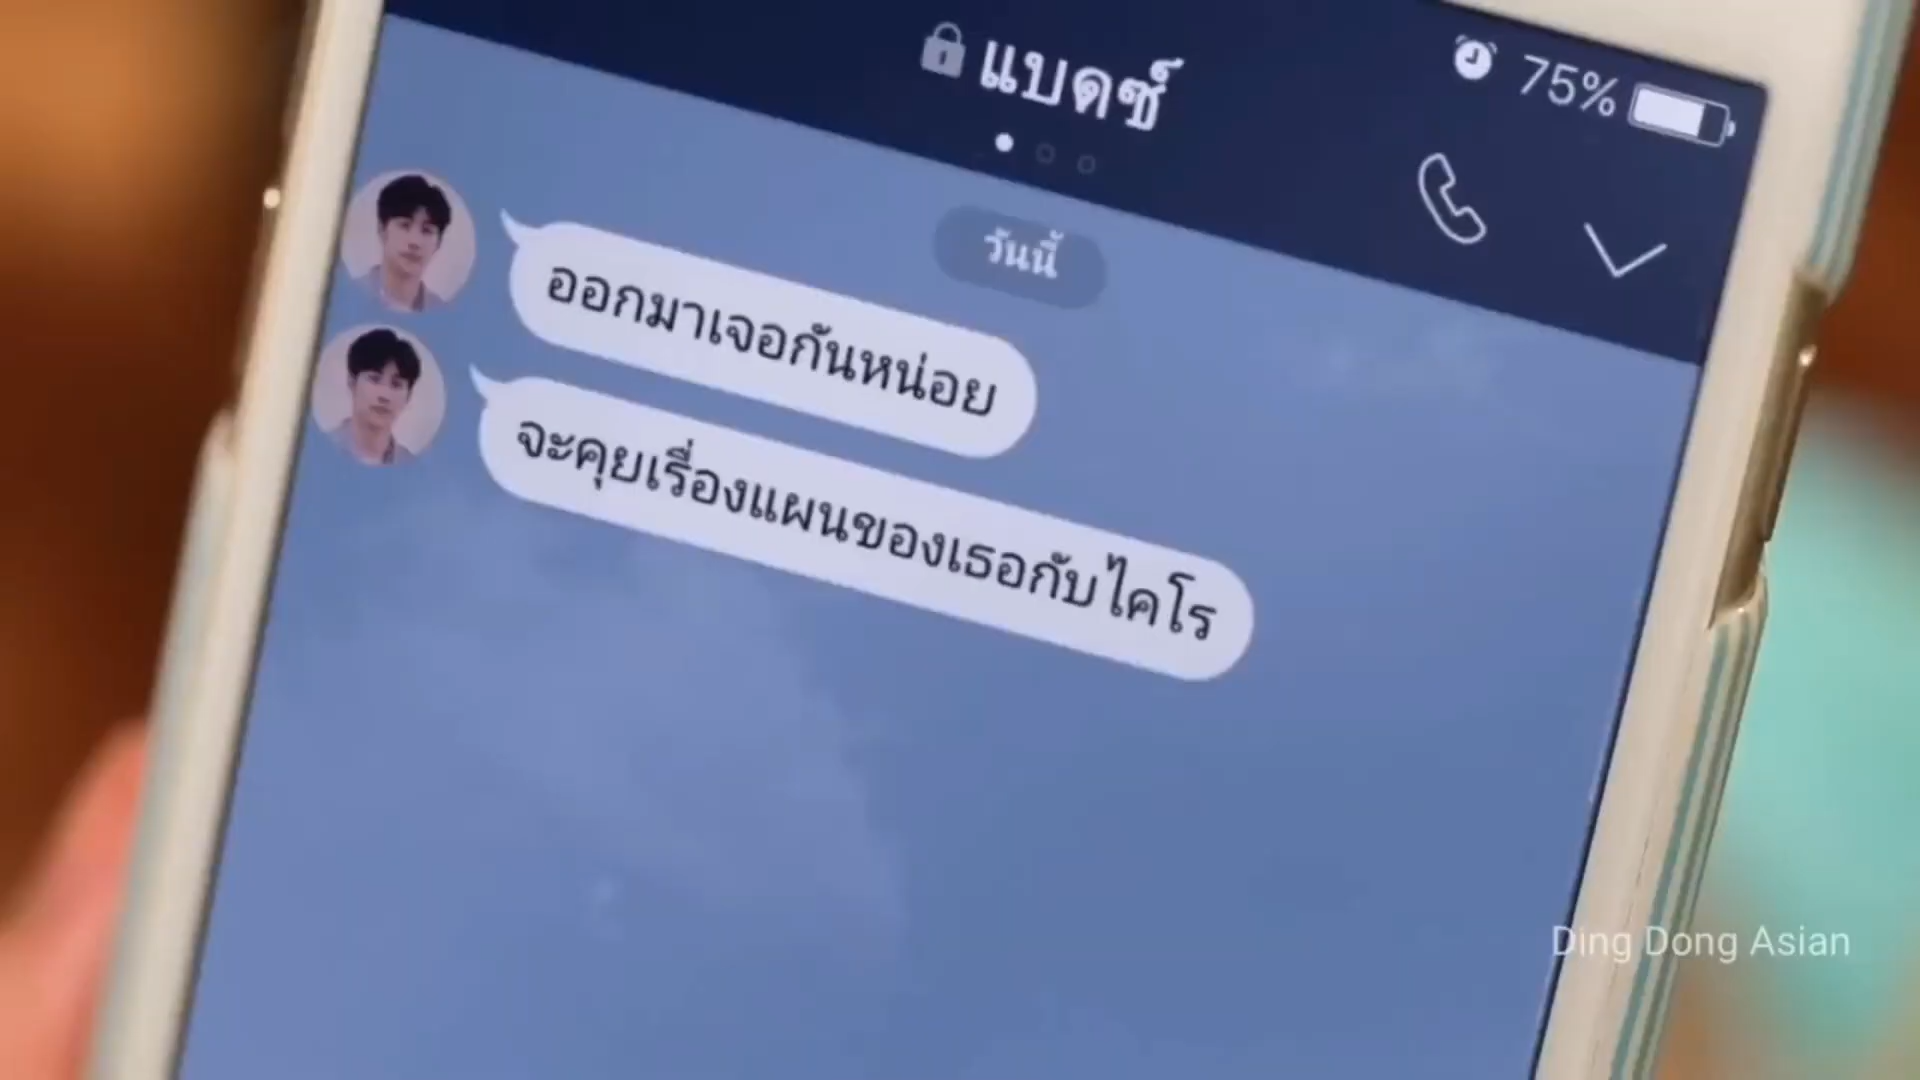 แบดซ์
75%
วันนี้
ออกมาเจอกันหน่อย
จะคุยเรื่องแผนของเธอกับไคโร
Ding Dong Asian